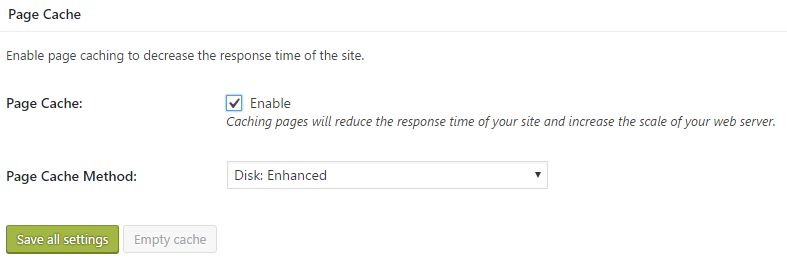 Page Cache
Enable page caching to decrease the response time of the site.
Page Cache:
Enable
Caching pages will reduce the response time of your site and increase the scale of your web server.
Page Cache Method:
Disk: Enhanced
Save all settings
Empty cache